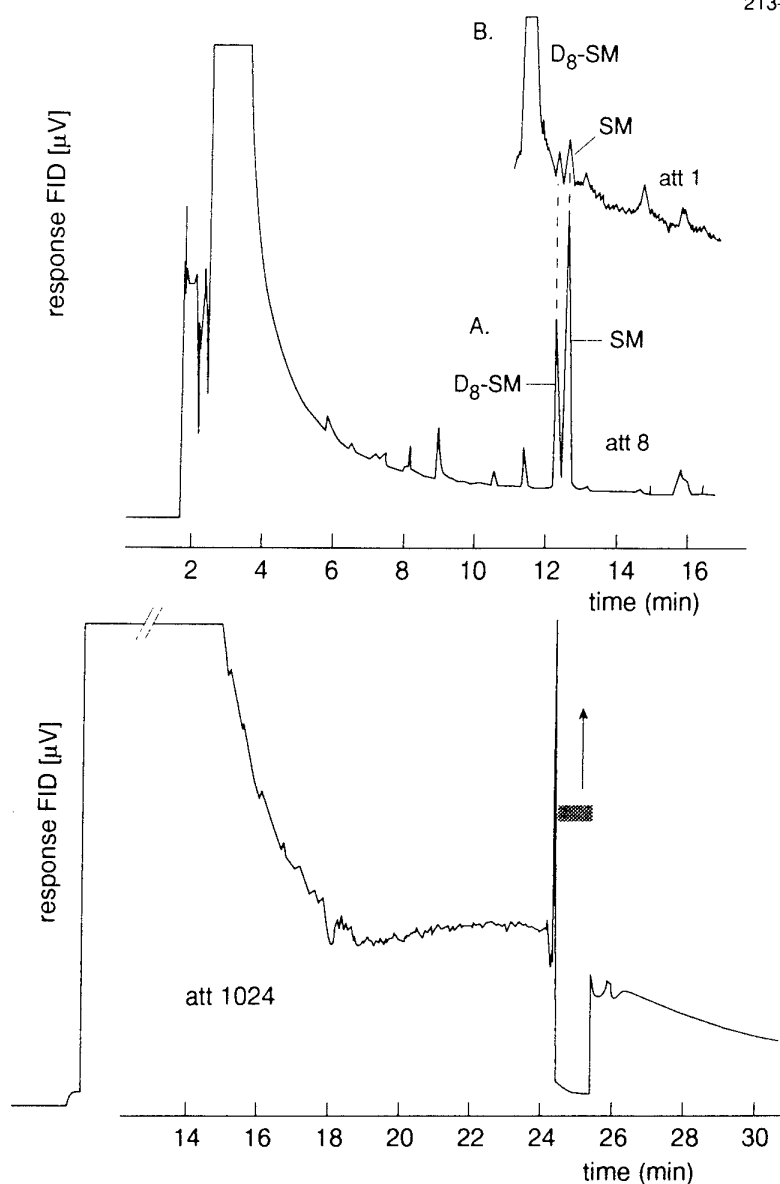 213-
B.
D₈-SM
SM
att 1
response FID [µV]
A.
SM
D₈-SM
att 8
2 4 6 8 10 12 14 16
time (min)
response FID [µV]
att 1024
14 16 18 20 22 24 26 28 30
time (min)